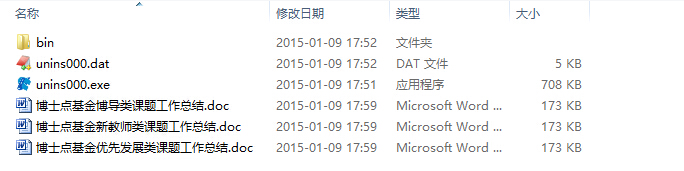 名称 修改日期 类型 大小
bin 2015-01-09 17:52 文件夹
unins000.dat 2015-01-09 17:52 DAT 文件 5 KB
unins000.exe 2015-01-09 17:51 应用程序 708 KB
博士点基金博导类课题工作总结.doc 2015-01-09 17:59 Microsoft Word ... 173 KB
博士点基金新教师类课题工作总结.doc 2015-01-09 17:59 Microsoft Word ... 173 KB
博士点基金优先发展类课题工作总结.doc 2015-01-09 17:59 Microsoft Word ... 173 KB